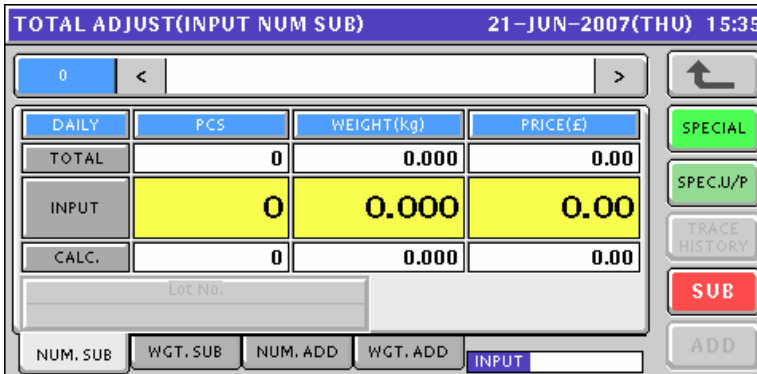 TOTAL ADJUST(INPUT NUM SUB) 21-JUN-2007(THU) 15:35
0 < >
DAILY PCS WEIGHT(kg) PRICE(£)
SPECIAL
TOTAL 0 0.000 0.00
SPEC.U/P
INPUT 0 0.000 0.00
TRACE
HISTORY
CALC. 0 0.000 0.00
Lot No.
SUB
NUM. SUB WGT. SUB NUM. ADD WGT. ADD INPUT
ADD